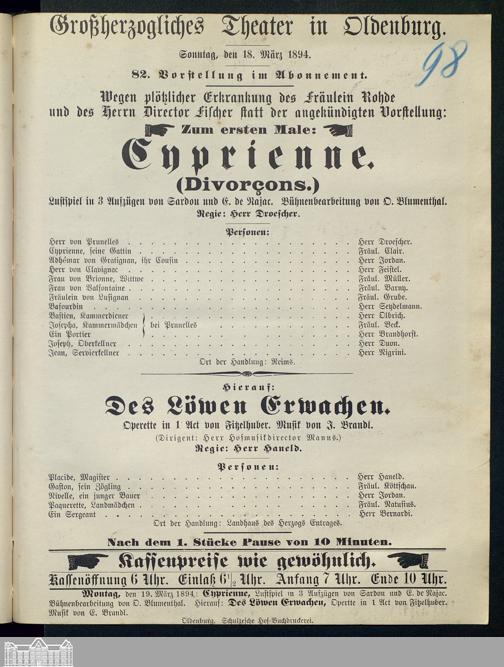 Großherzogliches Theater in Oldenburg.
Sonntag, den 18. März 1894.
98
82. Vorstellung im Abonnement.
Wegen plötzlicher Erkrankung des Fräulein Rohde
und des Herrn Director Fischer statt der angekündigten Vorstellung:
Zum ersten Male:
Cyprienne.
(Divorçons.)
Lustspiel in 3 Aufzügen von Sardou und E. de Najac. Bühnenbearbeitung von O. Blumenthal.
Regie: Herr Droescher.
Personen:
Herr von Prunelles . . . Herr Droescher.
Cyprienne, seine Gattin . . . Fräul. Clair.
Adhémar von Gratignan, ihr Cousin . . . Herr Jordan.
Herr von Clavignac . . . Herr Feistel.
Frau von Brionne, Wittwe . . . Fräul. Müller.
Frau von Valfontaine . . . Fräul. Barny.
Fräulein von Lusignan . . . Fräul. Grube.
Bafourdin . . . Herr Seydelmann.
Bastien, Kammerdiener . . . Herr Olbrich.
Josepha, Kammermädchen } bei Prunelles . . . Fräul. Beck.
Ein Portier . . . Herr Brandhorst.
Joseph, Oberkellner . . . Herr Duon.
Jean, Servierkellner . . . Herr Nigrini.
Ort der Handlung: Reims.
Hierauf:
Des Löwen Erwachen.
Operette in 1 Act von Fitzelhuber. Musik von J. Brandl.
(Dirigent: Herr Hofmusikdirector Manns.)
Regie: Herr Haneld.
Personen:
Placide, Magister . . . Herr Haneld.
Gaston, sein Zögling . . . Fräul. Köttschau.
Nivelle, ein junger Bauer . . . Herr Jordan.
Paquerette, Landmädchen . . . Fräul. Natusius.
Ein Sergeant . . . Herr Bernardi.
Ort der Handlung: Landhaus des Herzogs Entrages.
Nach dem 1. Stücke Pause von 10 Minuten.
Kassenpreise wie gewöhnlich.
Kassenöffnung 6 Uhr. Einlaß 6 1/2 Uhr. Anfang 7 Uhr. Ende 10 Uhr.
Montag, den 19. März 1894: Cyprienne, Lustspiel in 3 Aufzügen von Sardou und E. de Najac.
Bühnenbearbeitung von O. Blumenthal. Hierauf: Des Löwen Erwachen, Operette in 1 Act von Fitzelhuber.
Musik von E. Brandl.
Oldenburg. Schulzesche Hof-Buchdruckerei.